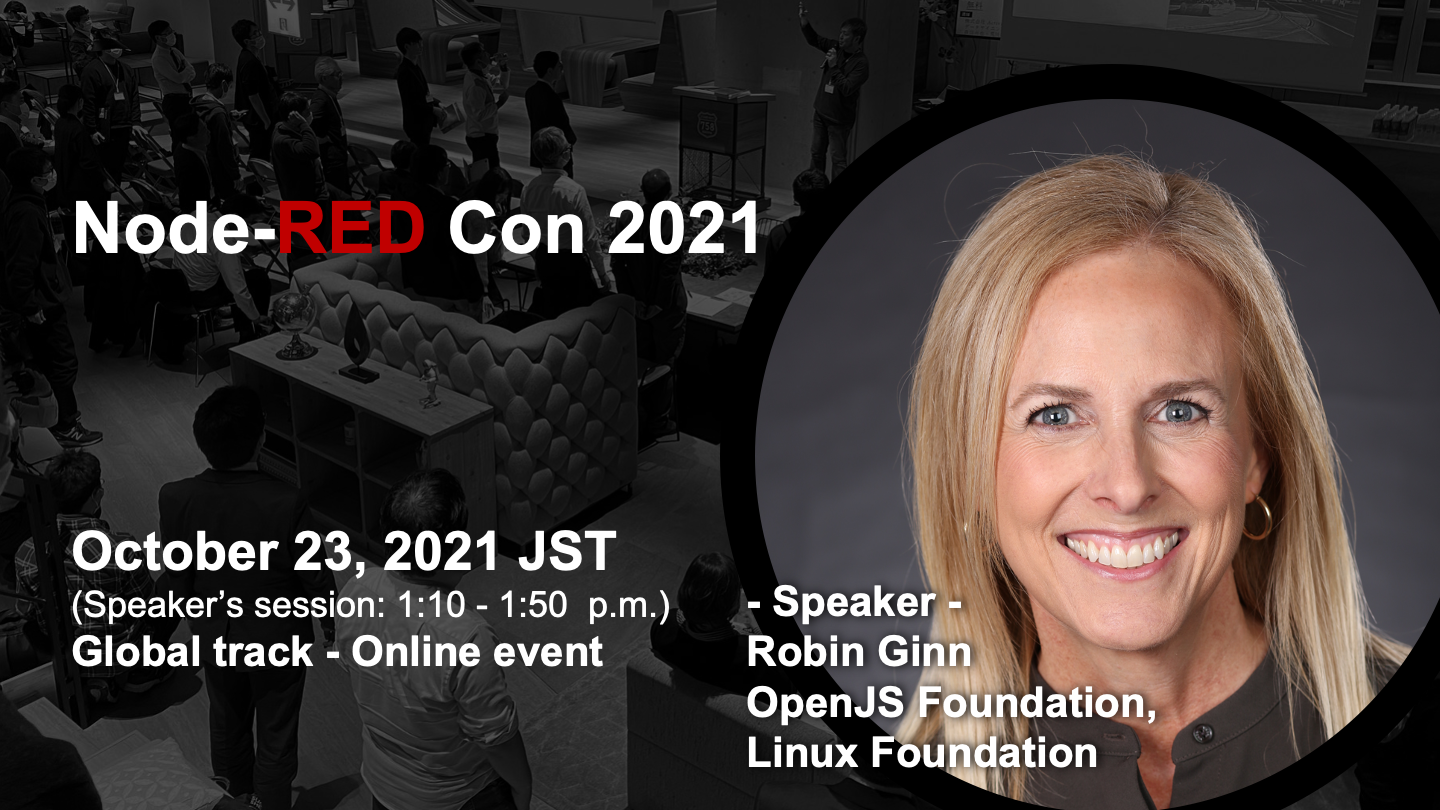 Node-RED Con 2021
October 23, 2021 JST
(Speaker’s session: 1:10 - 1:50 p.m.)
Global track - Online event
- Speaker -
Robin Ginn
OpenJS Foundation,
Linux Foundation